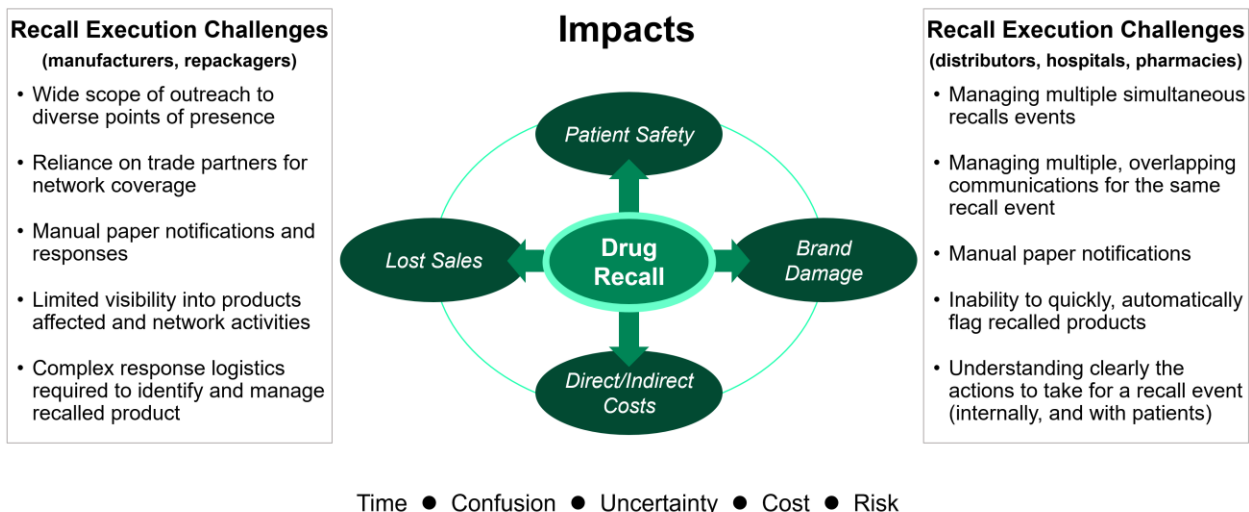 Recall Execution Challenges
(manufacturers, repackagers)
• Wide scope of outreach to
diverse points of presence
• Reliance on trade partners for
network coverage
• Manual paper notifications and
responses
• Limited visibility into products
affected and network activities
• Complex response logistics
required to identify and manage
recalled product
Impacts
Patient Safety
Lost Sales
Drug
Recall
Brand
Damage
Direct/Indirect
Costs
Recall Execution Challenges
(distributors, hospitals, pharmacies)
• Managing multiple simultaneous
recalls events
• Managing multiple, overlapping
communications for the same
recall event
• Manual paper notifications
• Inability to quickly, automatically
flag recalled products
• Understanding clearly the
actions to take for a recall event
(internally, and with patients)
Time ● Confusion ● Uncertainty ● Cost ● Risk